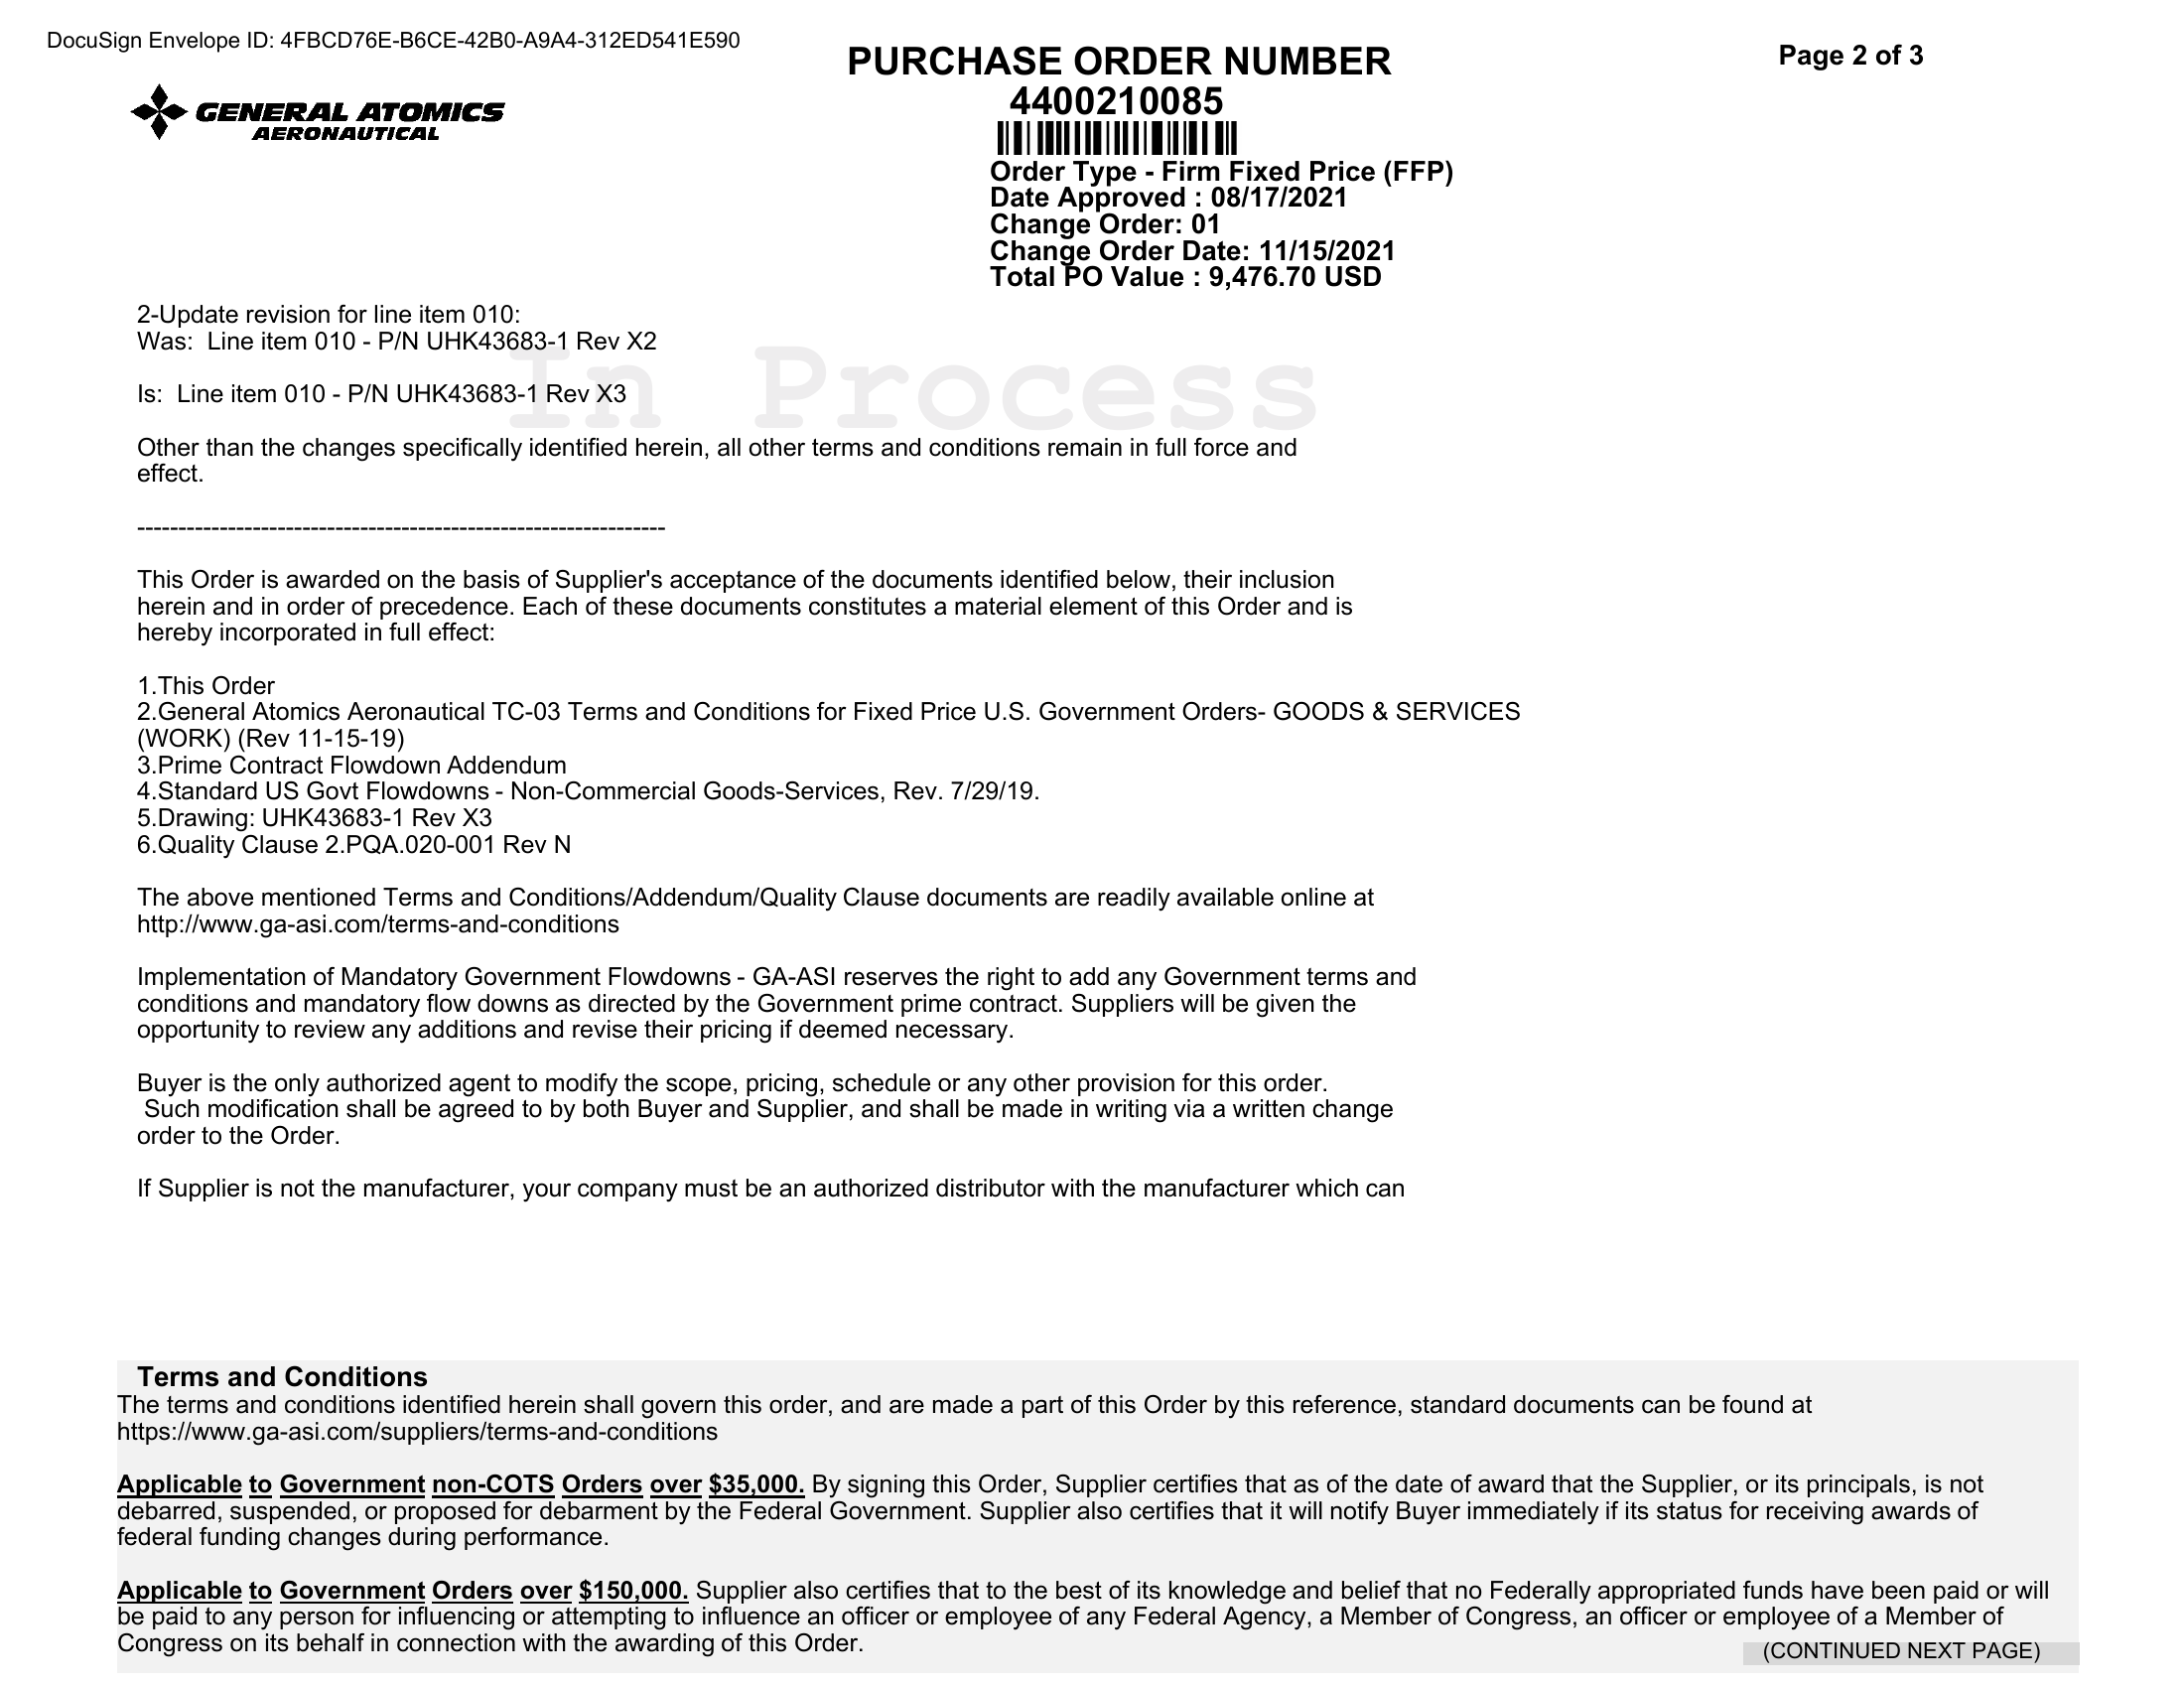 DocuSign Envelope ID: 4FBCD76E-B6CE-42B0-A9A4-312ED541E590
PURCHASE ORDER NUMBER
Page 2 of 3
4400210085
GENERAL ATOMICS
AERONAUTICAL
Order Type - Firm Fixed Price (FFP)
Date Approved : 08/17/2021
Change Order: 01
Change Order Date: 11/15/2021
Total PO Value : 9,476.70 USD
2-Update revision for line item 010:
Was:  Line item 010 - P/N UHK43683-1 Rev X2
In Process
Is:  Line item 010 - P/N UHK43683-1 Rev X3
Other than the changes specifically identified herein, all other terms and conditions remain in full force and
effect.
----------------------------------------------------------------
This Order is awarded on the basis of Supplier's acceptance of the documents identified below, their inclusion
herein and in order of precedence. Each of these documents constitutes a material element of this Order and is
hereby incorporated in full effect:
1.This Order
2.General Atomics Aeronautical TC-03 Terms and Conditions for Fixed Price U.S. Government Orders- GOODS & SERVICES
(WORK) (Rev 11-15-19)
3.Prime Contract Flowdown Addendum
4.Standard US Govt Flowdowns - Non-Commercial Goods-Services, Rev. 7/29/19.
5.Drawing: UHK43683-1 Rev X3
6.Quality Clause 2.PQA.020-001 Rev N
The above mentioned Terms and Conditions/Addendum/Quality Clause documents are readily available online at
http://www.ga-asi.com/terms-and-conditions
Implementation of Mandatory Government Flowdowns - GA-ASI reserves the right to add any Government terms and
conditions and mandatory flow downs as directed by the Government prime contract. Suppliers will be given the
opportunity to review any additions and revise their pricing if deemed necessary.
Buyer is the only authorized agent to modify the scope, pricing, schedule or any other provision for this order.
Such modification shall be agreed to by both Buyer and Supplier, and shall be made in writing via a written change
order to the Order.
If Supplier is not the manufacturer, your company must be an authorized distributor with the manufacturer which can
Terms and Conditions
The terms and conditions identified herein shall govern this order, and are made a part of this Order by this reference, standard documents can be found at
https://www.ga-asi.com/suppliers/terms-and-conditions
Applicable to Government non-COTS Orders over $35,000. By signing this Order, Supplier certifies that as of the date of award that the Supplier, or its principals, is not
debarred, suspended, or proposed for debarment by the Federal Government. Supplier also certifies that it will notify Buyer immediately if its status for receiving awards of
federal funding changes during performance.
Applicable to Government Orders over $150,000. Supplier also certifies that to the best of its knowledge and belief that no Federally appropriated funds have been paid or will
be paid to any person for influencing or attempting to influence an officer or employee of any Federal Agency, a Member of Congress, an officer or employee of a Member of
Congress on its behalf in connection with the awarding of this Order.
(CONTINUED NEXT PAGE)